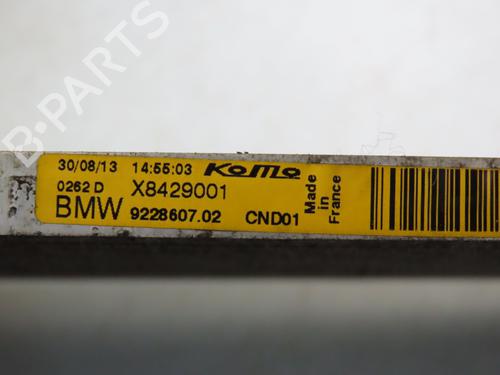 B-PARTS
30/08/13 14:55:03 KoMo
0262 D X8429001
BMW 9228607.02 CND01
Made
in
France